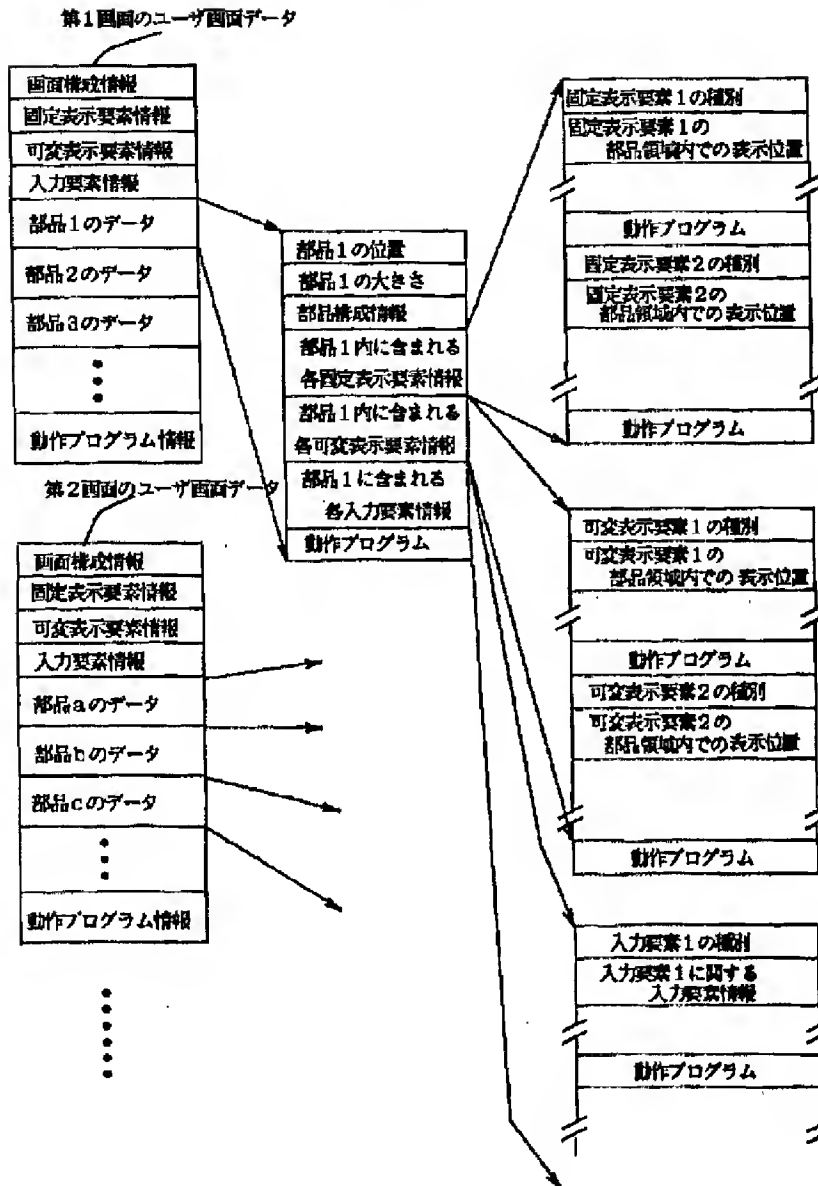 第1画面のユーザ画面データ
画面構成情報
固定表示要素情報
可変表示要素情報
入力要素情報
部品1のデータ
部品2のデータ
部品3のデータ
動作プログラム情報
第2画面のユーザ画面データ
画面構成情報
固定表示要素情報
可変表示要素情報
入力要素情報
部品aのデータ
部品bのデータ
部品cのデータ
動作プログラム情報
部品1の位置
部品1の大きさ
部品構成情報
部品1内に含まれる
各固定表示要素情報
部品1内に含まれる
各可変表示要素情報
部品1に含まれる
各入力要素情報
動作プログラム
固定表示要素1の種別
固定表示要素1の
部品領域内での表示位置
動作プログラム
固定表示要素2の種別
固定表示要素2の
部品領域内での表示位置
動作プログラム
可変表示要素1の種別
可変表示要素1の
部品領域内での表示位置
動作プログラム
可変表示要素2の種別
可変表示要素2の
部品領域内での表示位置
動作プログラム
入力要素1の種別
入力要素1に関する
入力要素情報
動作プログラム